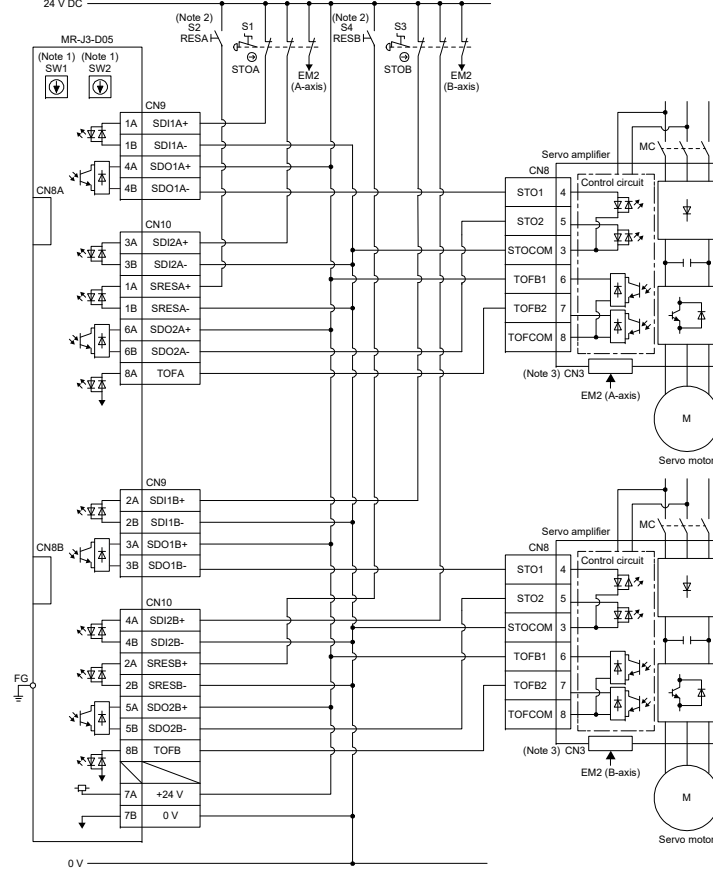 24 V DC
(Note 2)
S2
RESA
S1
STOA
EM2
(A-axis)
(Note 2)
S4
RESB
S3
STOB
EM2
(B-axis)
MR-J3-D05
(Note 1) (Note 1)
SW1 SW2
CN9
1A SDI1A+
1B SDI1A-
4A SDO1A+
4B SDO1A-
CN8A
CN10
3A SDI2A+
3B SDI2A-
1A SRESA+
1B SRESA-
6A SDO2A+
6B SDO2A-
8A TOFA
MC
Servo amplifier
CN8
Control circuit
STO1 4
STO2 5
STOCOM 3
TOFB1 6
TOFB2 7
TOFCOM 8
(Note 3) CN3
EM2 (A-axis)
M
Servo motor
CN9
2A SDI1B+
2B SDI1B-
3A SDO1B+
3B SDO1B-
CN8B
CN10
4A SDI2B+
4B SDI2B-
2A SRESB+
2B SRESB-
5A SDO2B+
5B SDO2B-
8B TOFB
7A +24 V
7B 0 V
FG
MC
Servo amplifier
CN8
Control circuit
STO1 4
STO2 5
STOCOM 3
TOFB1 6
TOFB2 7
TOFCOM 8
(Note 3) CN3
EM2 (B-axis)
M
Servo motor
0 V